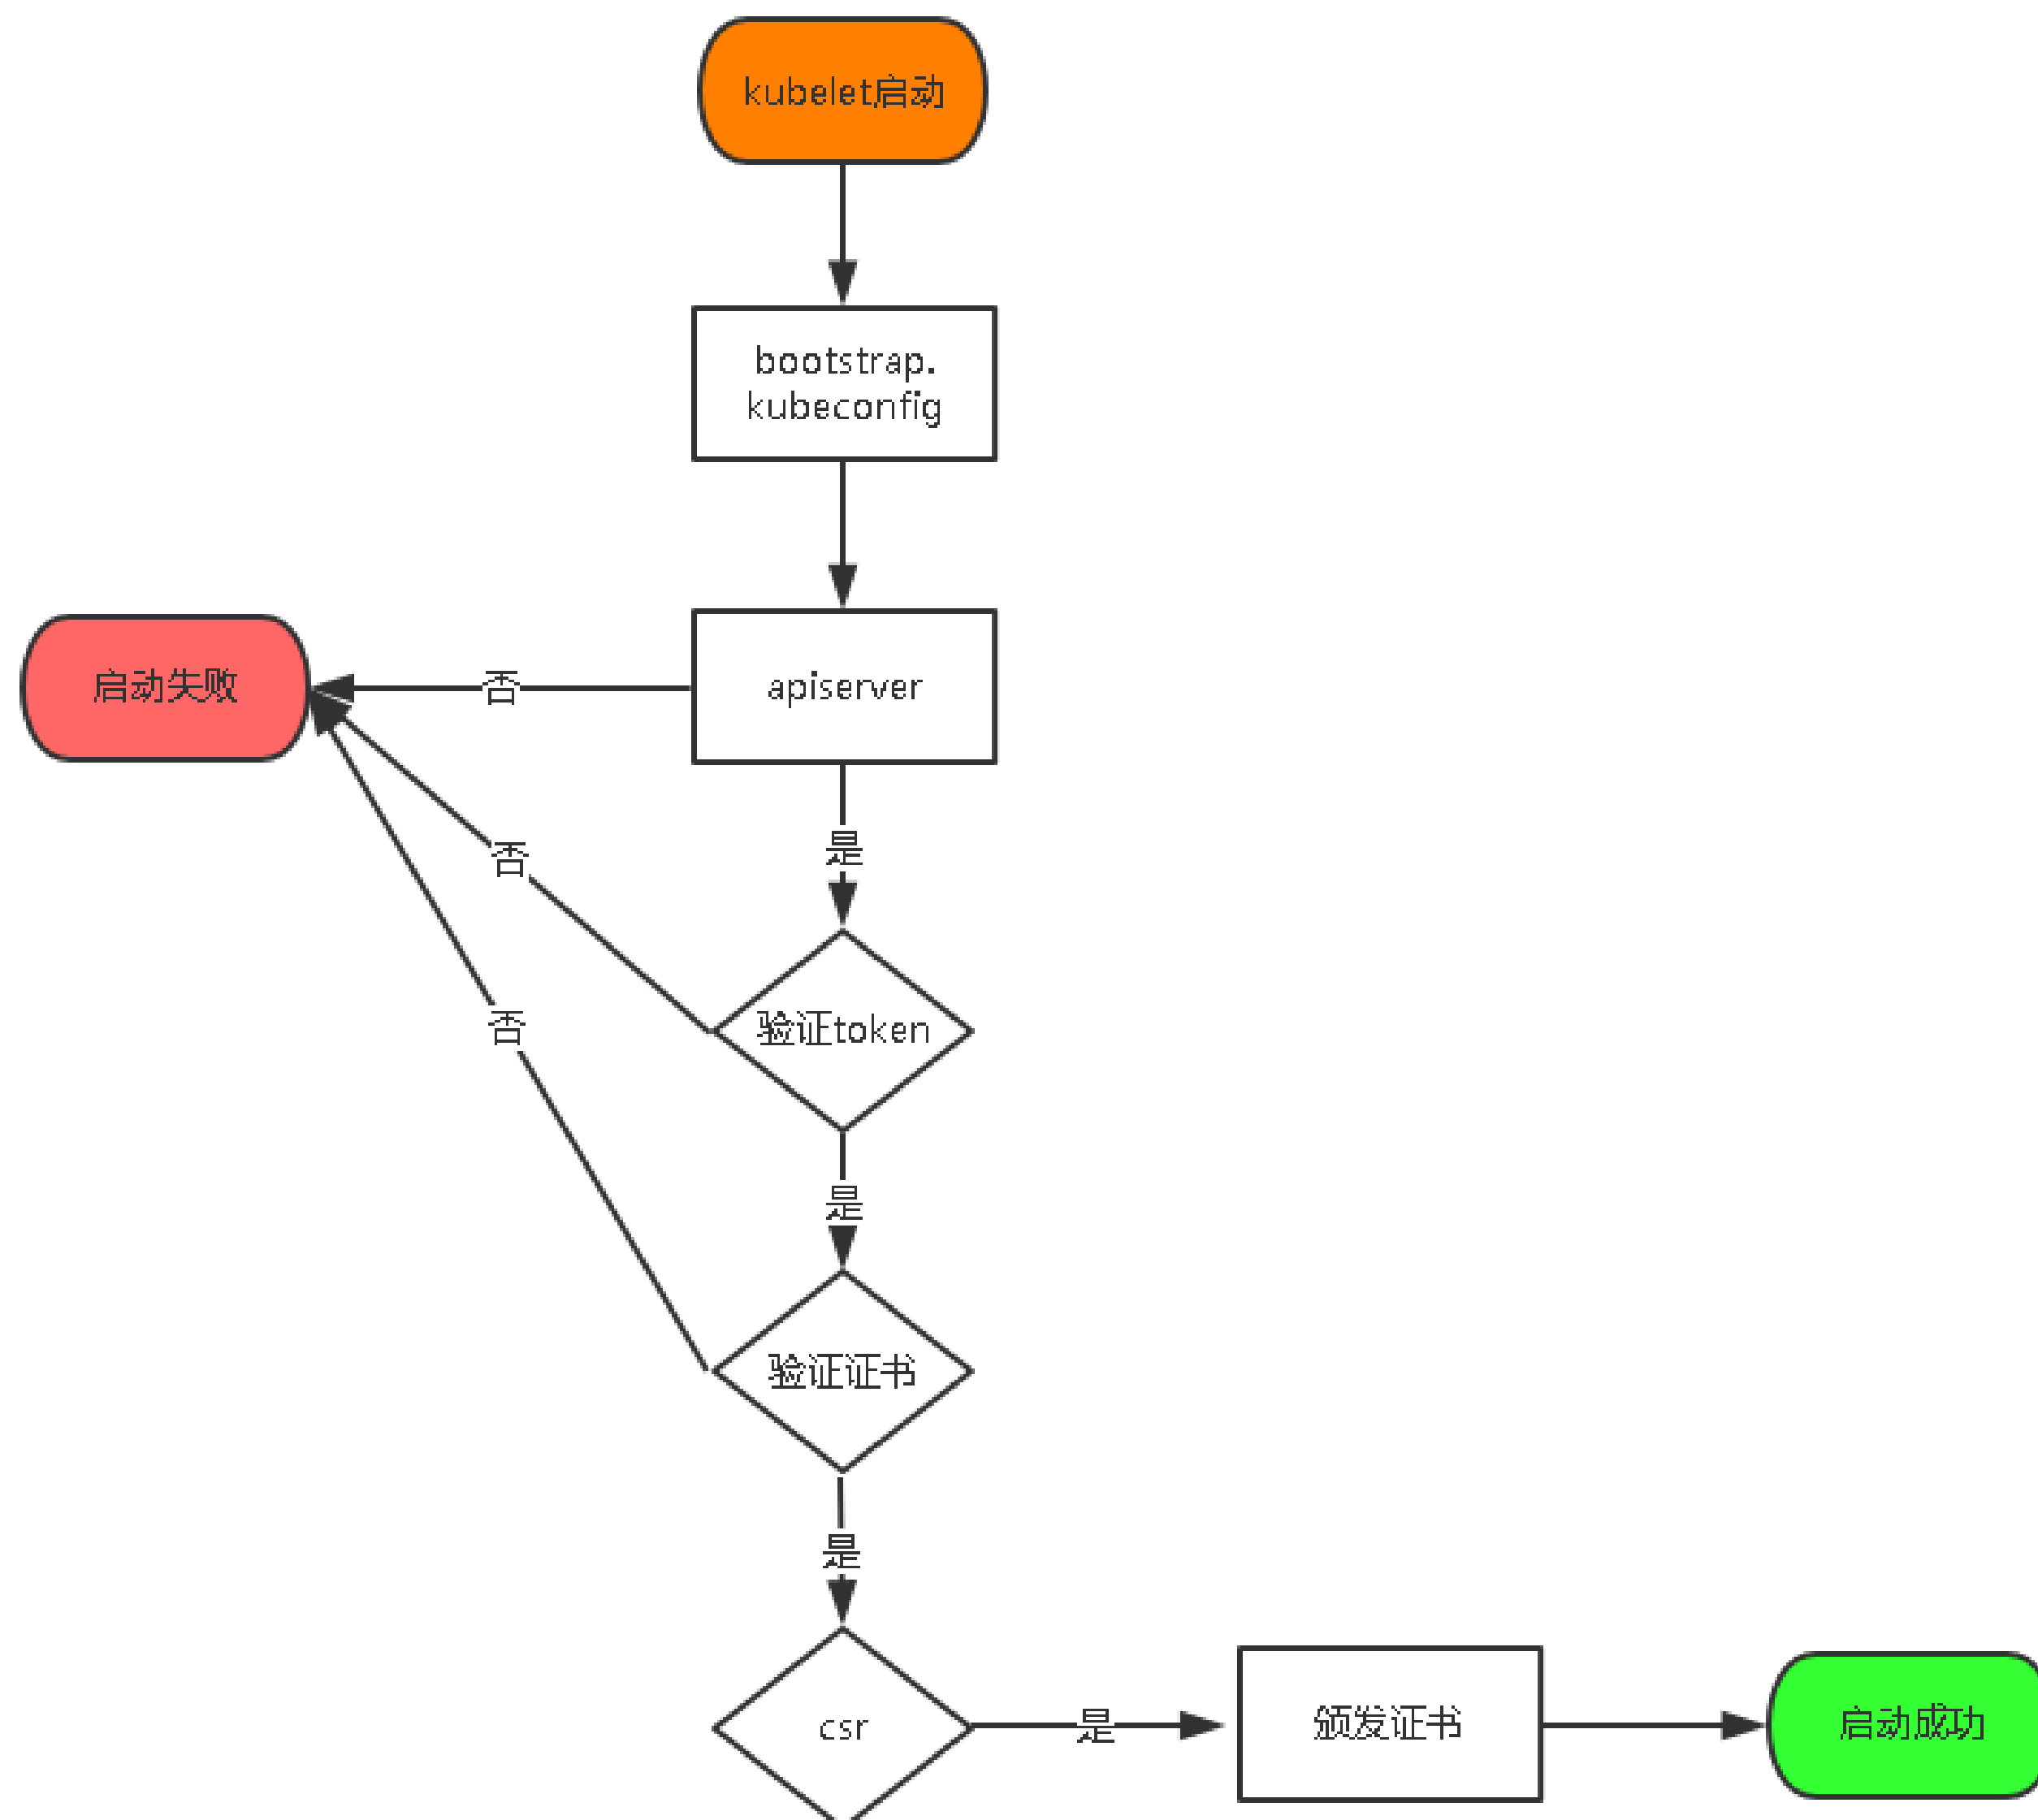 kubelet启动
bootstrap.
kubeconfig
启动失败
否
apiserver
是
否
验证token
否
是
验证证书
是
csr
是
颁发证书
启动成功